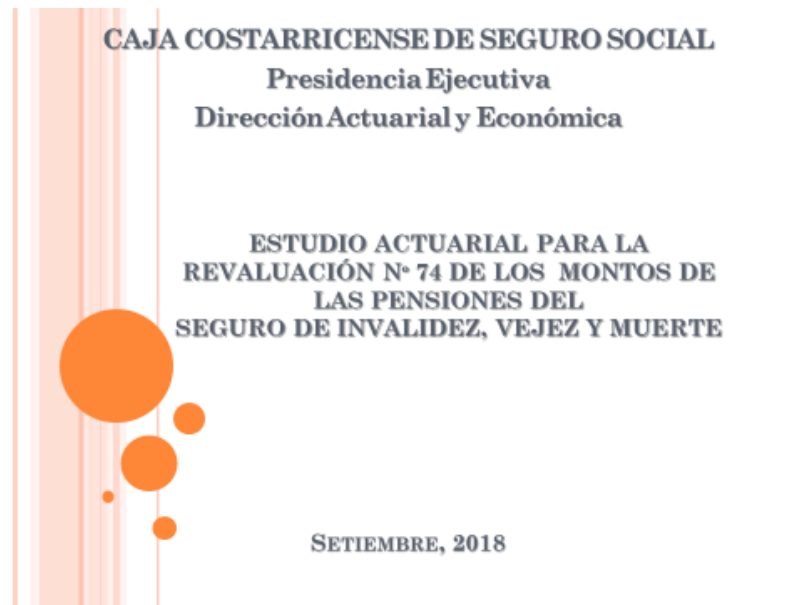 CAJA COSTARRICENSE DE SEGURO SOCIAL
Presidencia Ejecutiva
Dirección Actuarial y Económica
ESTUDIO ACTUARIAL PARA LA
REVALUACIÓN Nº 74 DE LOS MONTOS DE
LAS PENSIONES DEL
SEGURO DE INVALIDEZ, VEJEZ Y MUERTE
SETIEMBRE, 2018